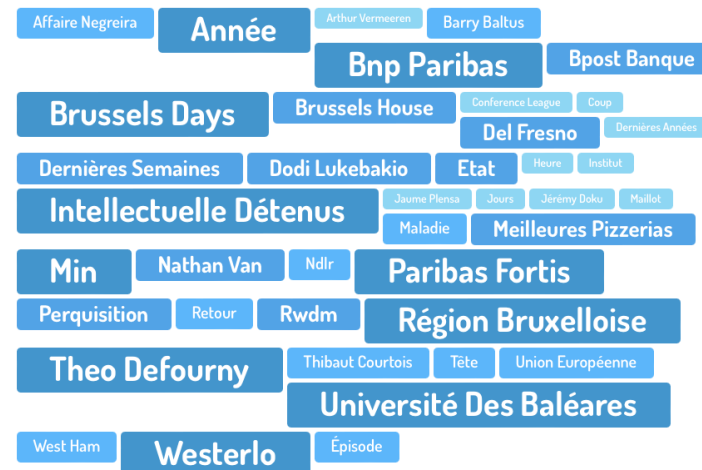 Affaire Negreira Année Arthur Vermeeren Barry Baltus
Bnp Paribas Bpost Banque
Brussels Days Brussels House Conference League Coup
Del Fresno Dernières Années
Dernières Semaines Dodi Lukebakio Etat Heure Institut
Intellectuelle Détenus Jaume Plensa Jours Jérémy Doku Maillot
Maladie Meilleures Pizzerias
Min Nathan Van Ndlr Paribas Fortis
Perquisition Retour Rwdm Région Bruxelloise
Theo Defourny Thibaut Courtois Tête Union Européenne
Université Des Baléares
West Ham Westerlo Épisode